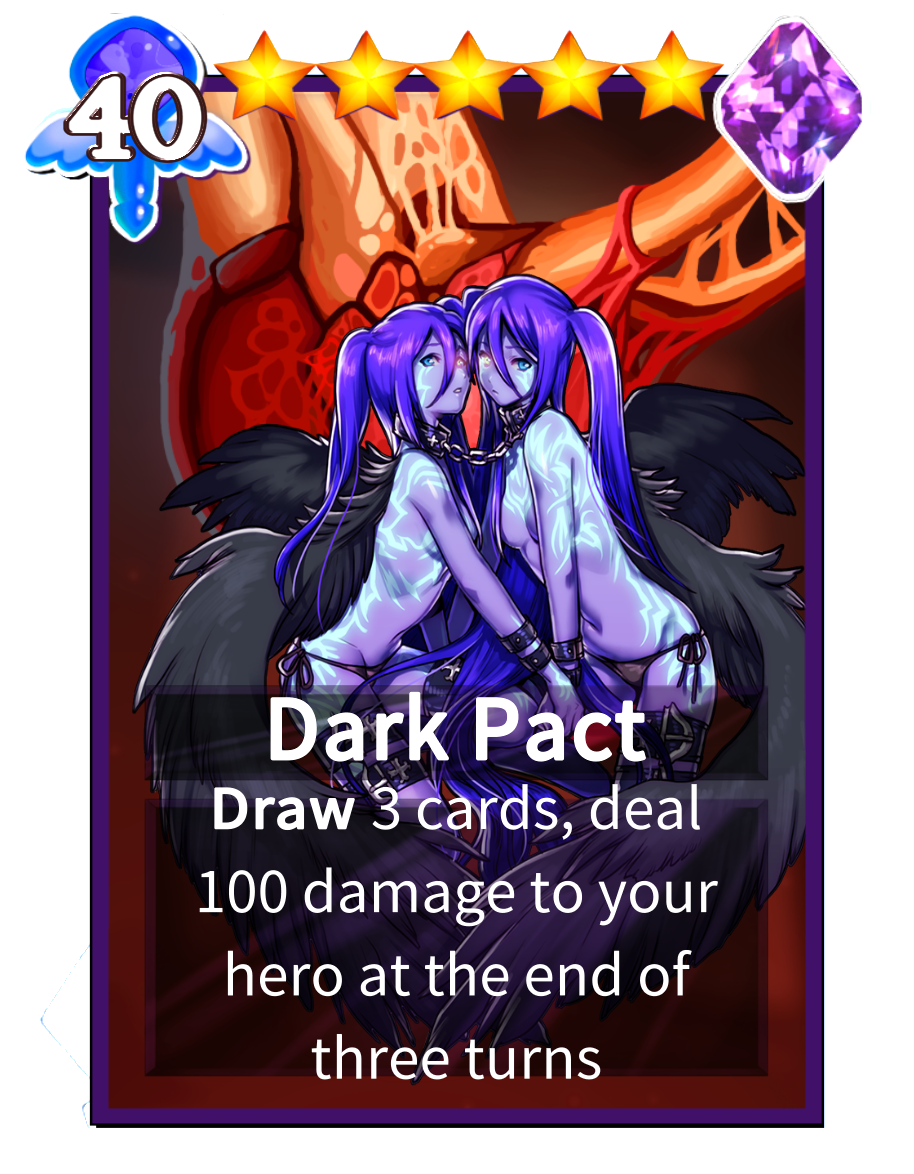 40
Dark Pact
Draw 3 cards, deal
100 damage to your
hero at the end of
three turns